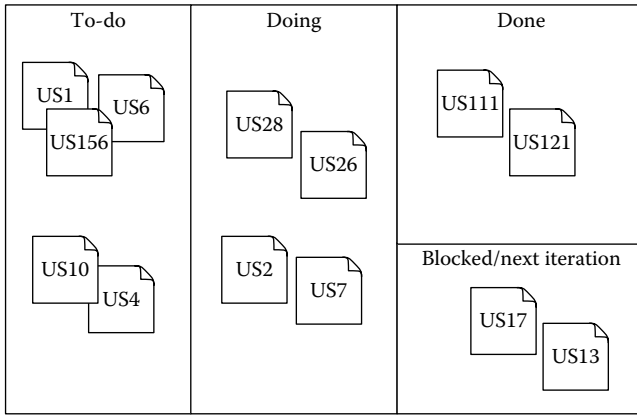 To-do
US1
US6
US156
US10
US4
Doing
US28
US26
US2
US7
Done
US111
US121
Blocked/next iteration
US17
US13